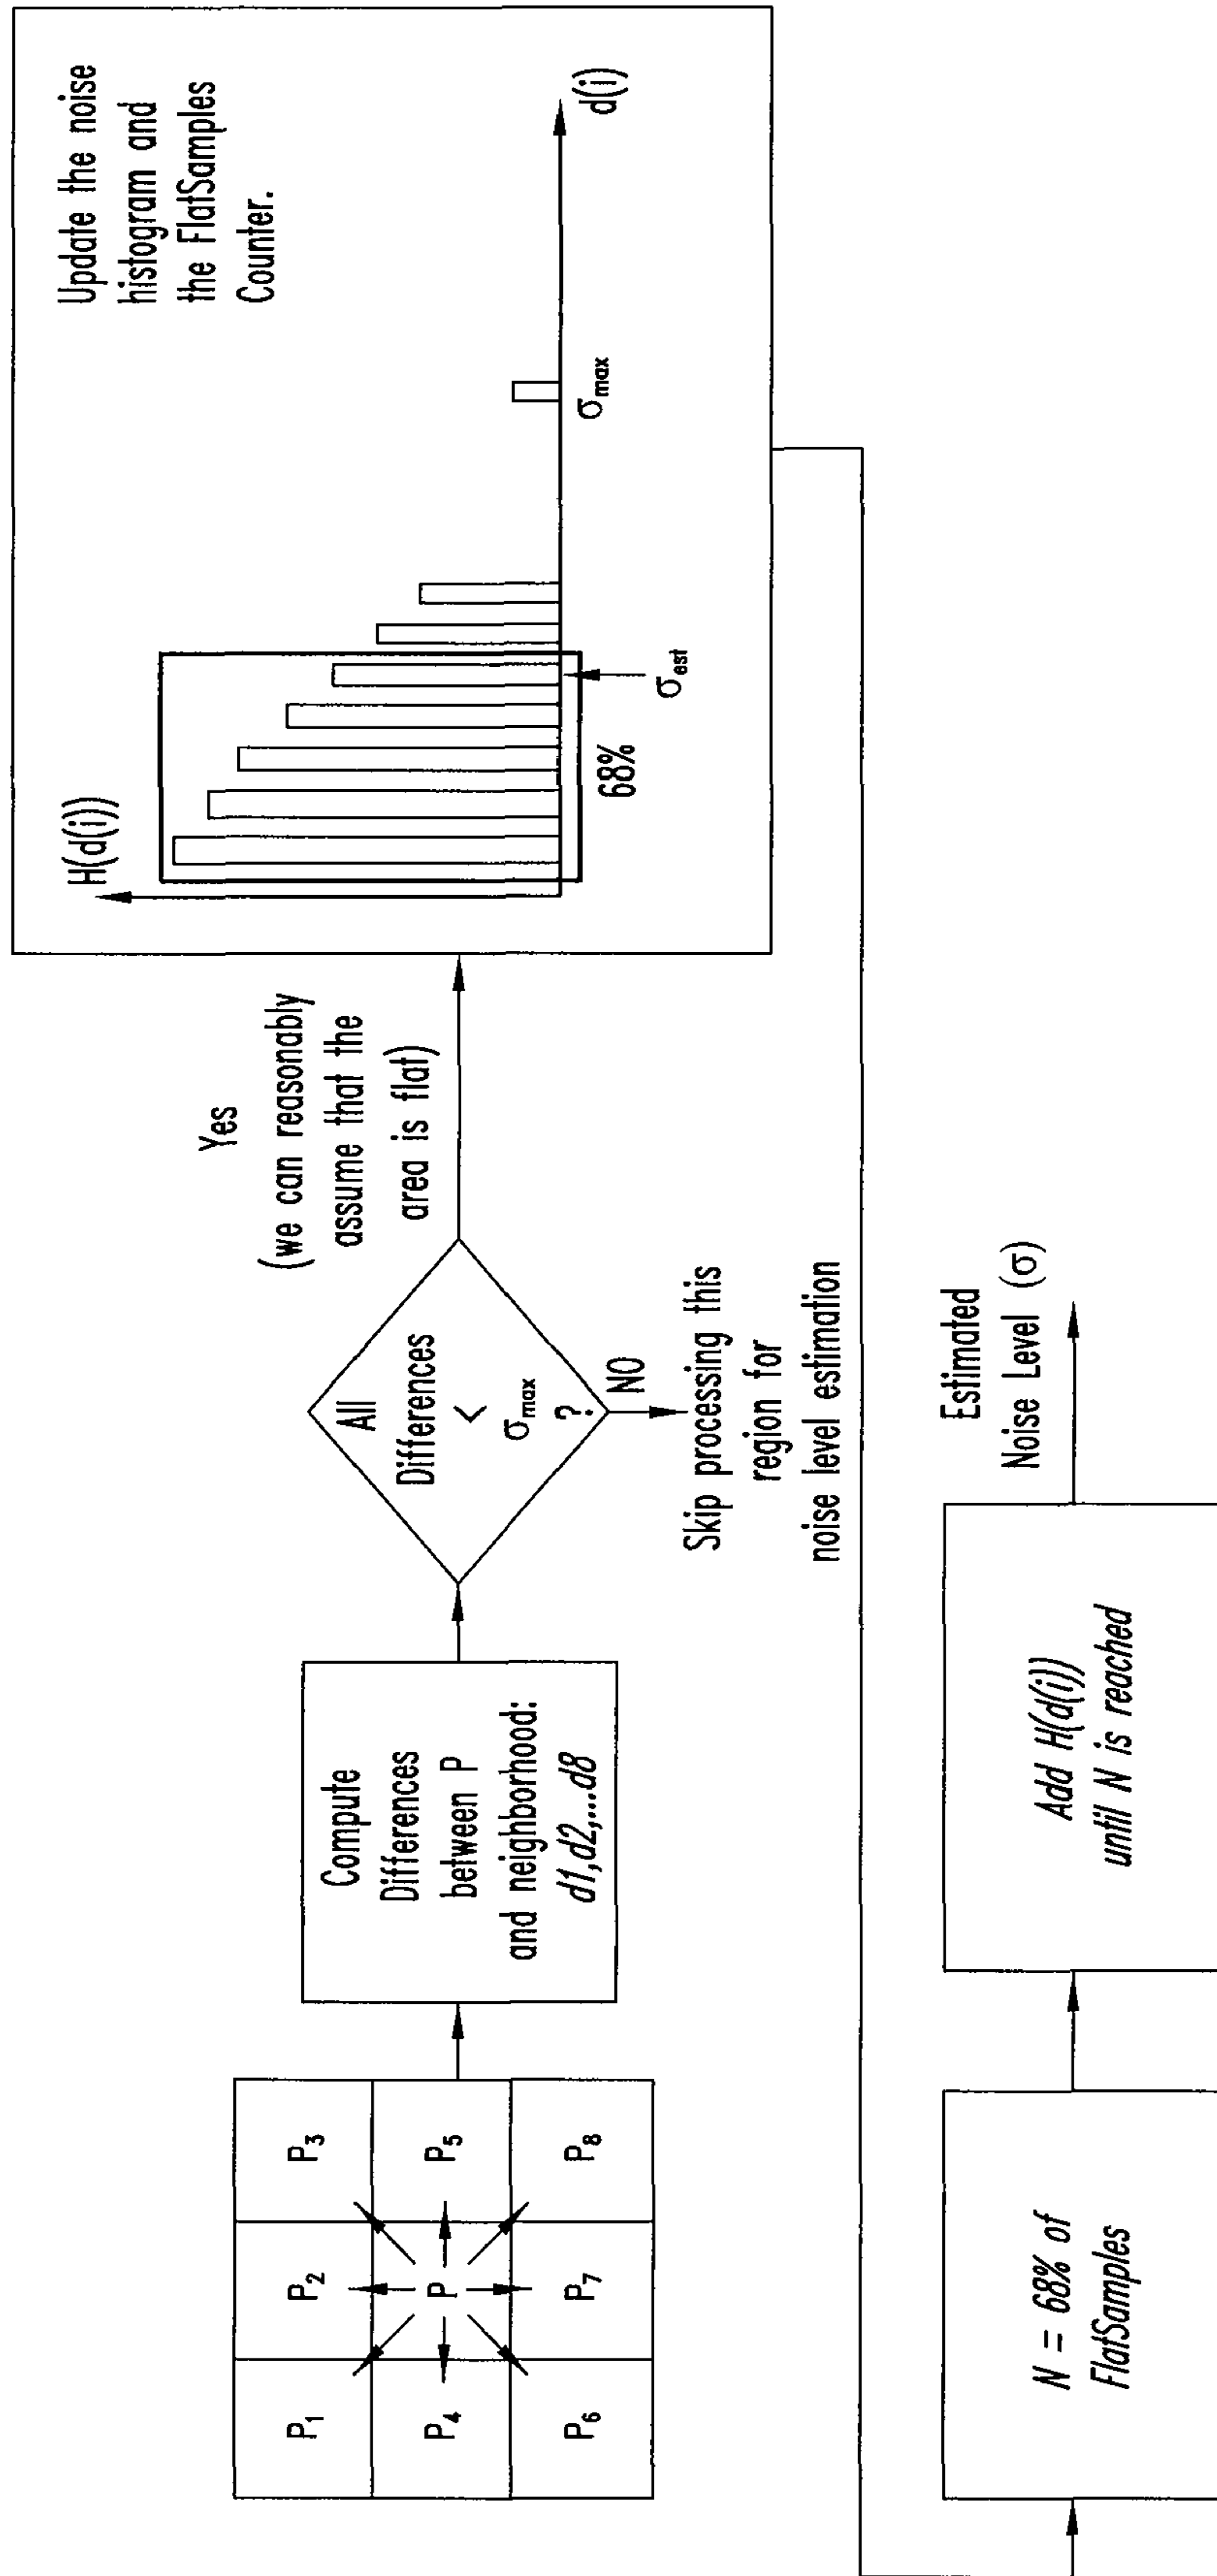 P1
P2
P3
P4
P
P5
P6
P7
P8
Compute
Differences
between P
and neighborhood:
d1,d2,...d8
All
Differences
<
σmax
?
NO
Skip processing this
region for
noise level estimation
Yes
(we can reasonably
assume that the
area is flat)
Update the noise
histogram and
the FlatSamples
Counter.
H(d(i))
d(i)
68%
σest
σmax
N = 68% of
FlatSamples
Add H(d(i))
until N is reached
Estimated
Noise Level (σ)